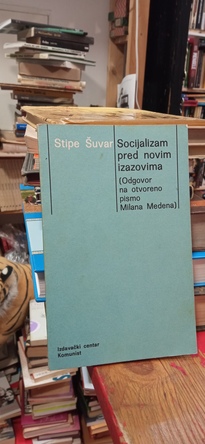 Stipe Šuvar
Socijalizam
pred novim
izazovima
(Odgovor
na otvoreno
pismo
Milana Medena)
Izdavački centar
Komunist